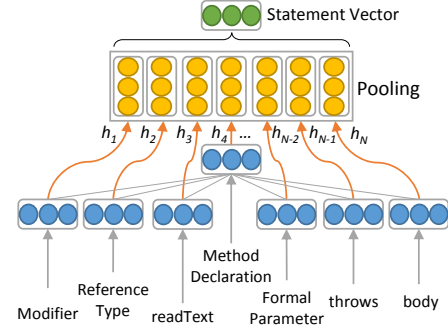 Statement Vector
Pooling
h1 h2 h3 h4 ... hN-2 hN-1 hN
Modifier
Reference
Type
readText
Method
Declaration
Formal
Parameter
throws
body